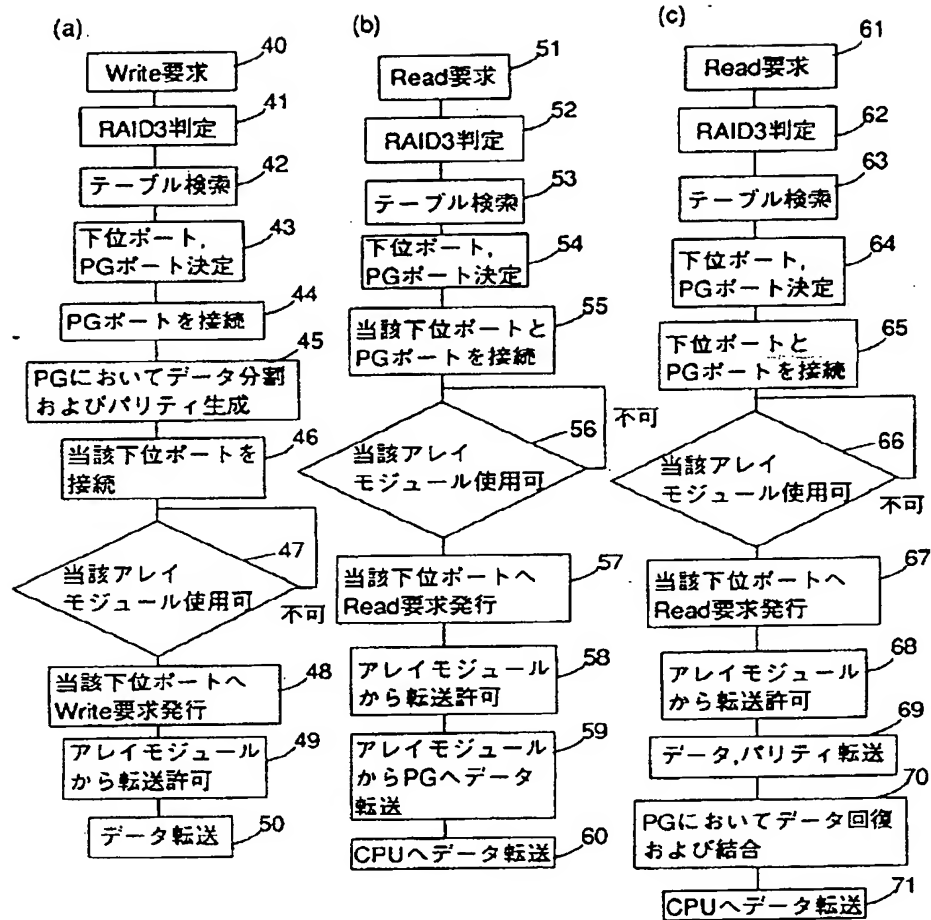 (a)
40
Write要求
41
RAID3判定
42
テーブル検索
43
下位ポート,
PGポート決定
44
PGポートを接続
45
PGにおいてデータ分割
およびパリティ生成
46
当該下位ポートを
接続
47
当該アレイ
モジュール使用可
不可
48
当該下位ポートへ
Write要求発行
49
アレイモジュール
から転送許可
データ転送
50
(b)
51
Read要求
52
RAID3判定
53
テーブル検索
54
下位ポート,
PGポート決定
55
当該下位ポートと
PGポートを接続
56
不可
当該アレイ
モジュール使用可
57
当該下位ポートへ
Read要求発行
58
アレイモジュール
から転送許可
59
アレイモジュール
からPGへデータ
転送
60
CPUへデータ転送
(c)
61
Read要求
62
RAID3判定
63
テーブル検索
64
下位ポート,
PGポート決定
65
下位ポートと
PGポートを接続
66
当該アレイ
モジュール使用可
不可
67
当該下位ポートへ
Read要求発行
68
アレイモジュール
から転送許可
69
データ,パリティ転送
70
PGにおいてデータ回復
および結合
71
CPUへデータ転送